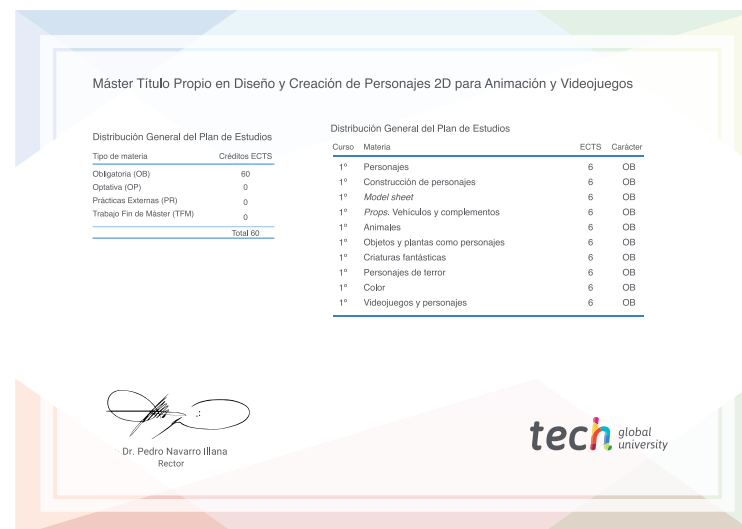 Máster Título Propio en Diseño y Creación de Personajes 2D para Animación y Videojuegos
Distribución General del Plan de Estudios
Tipo de materia Créditos ECTS
Obligatoria (OB) 60
Optativa (OP) 0
Prácticas Externas (PR) 0
Trabajo Fin de Máster (TFM) 0
Total 60
Distribución General del Plan de Estudios
Curso Materia ECTS Carácter
1º Personajes 6 OB
1º Construcción de personajes 6 OB
1º Model sheet 6 OB
1º Props. Vehículos y complementos 6 OB
1º Animales 6 OB
1º Objetos y plantas como personajes 6 OB
1º Criaturas fantásticas 6 OB
1º Personajes de terror 6 OB
1º Color 6 OB
1º Videojuegos y personajes 6 OB
Dr. Pedro Navarro Illana
Rector
tech global
university